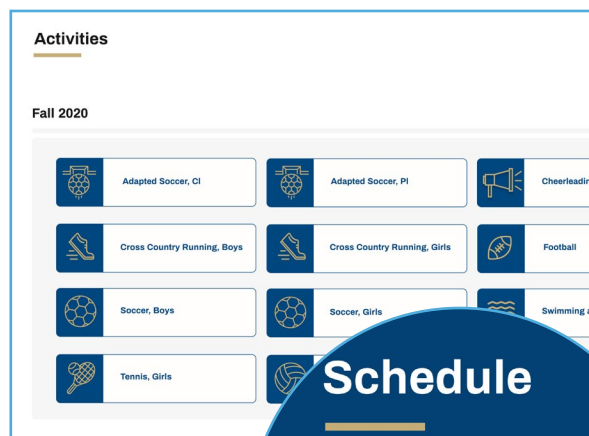 Activities
Fall 2020
Adapted Soccer, CI
Adapted Soccer, PI
Cross Country Running, Boys
Cross Country Running, Girls
Football
Soccer, Boys
Soccer, Girls
Swimming
Tennis, Girls
Schedule